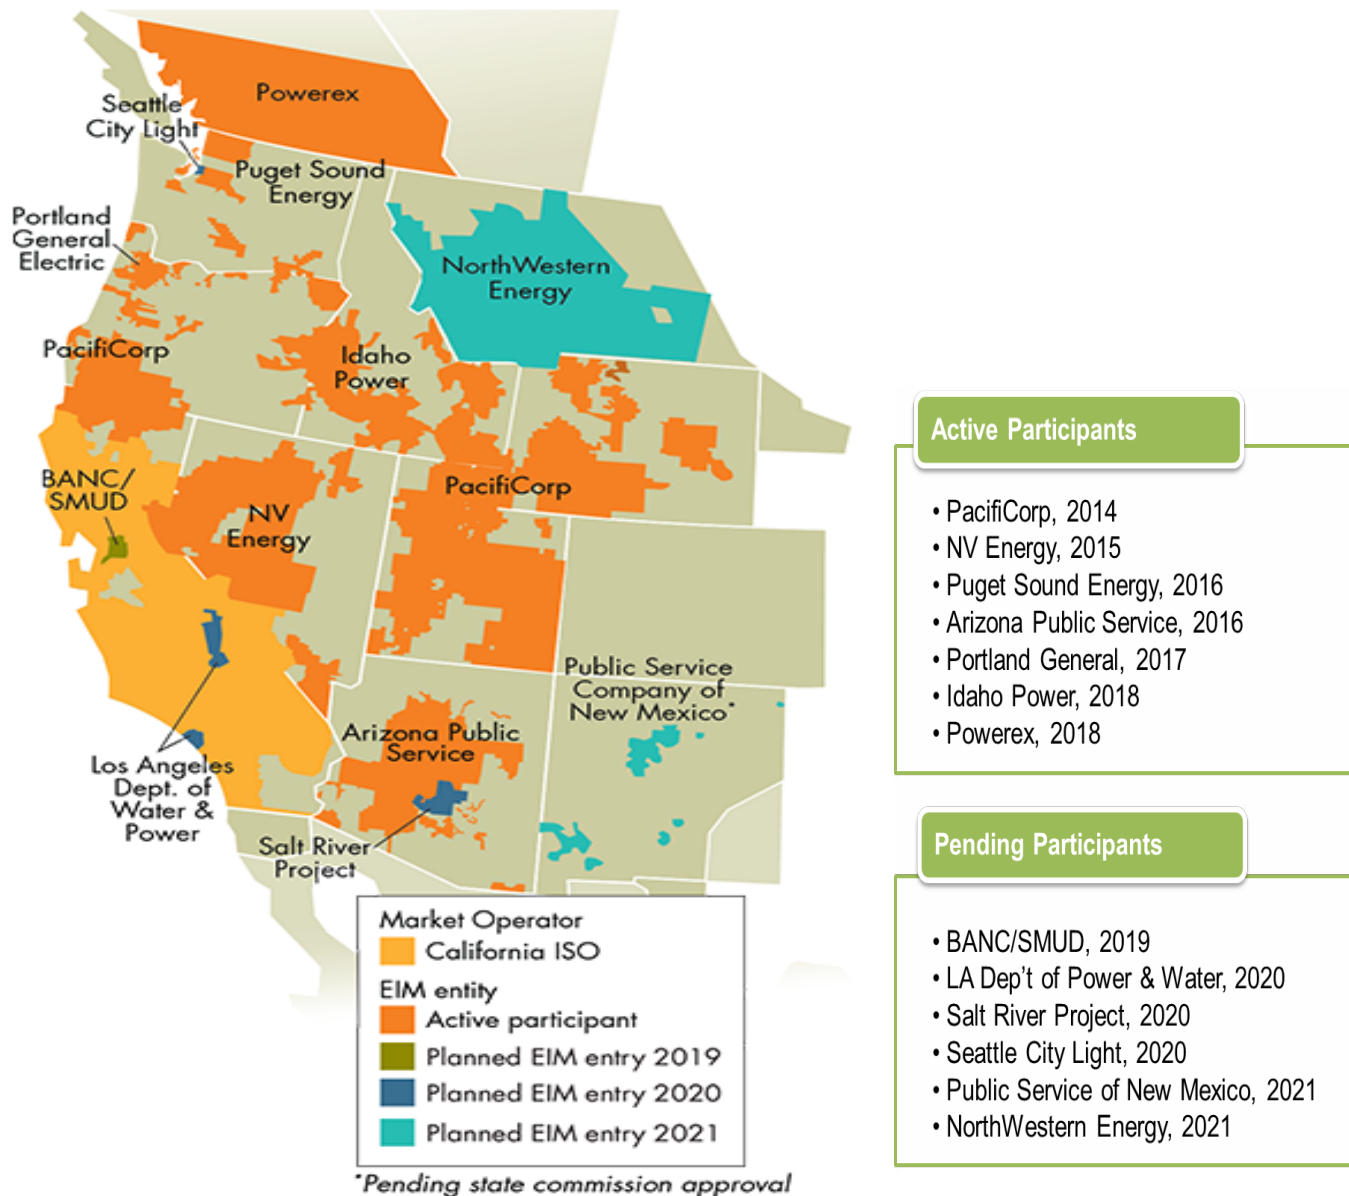 Powerex
Seattle
City Light
Puget Sound
Energy
Portland
General
Electric
NorthWestern
Energy
PacifiCorp
Idaho
Power
BANC/
SMUD
NV
Energy
PacifiCorp
Public Service
Company of
New Mexico*
Arizona Public
Service
Los Angeles
Dept. of
Water &
Power
Salt River
Project
Market Operator
California ISO
EIM entity
Active participant
Planned EIM entry 2019
Planned EIM entry 2020
Planned EIM entry 2021
*Pending state commission approval
Active Participants
• PacifiCorp, 2014
• NV Energy, 2015
• Puget Sound Energy, 2016
• Arizona Public Service, 2016
• Portland General, 2017
• Idaho Power, 2018
• Powerex, 2018
Pending Participants
• BANC/SMUD, 2019
• LA Dep't of Power & Water, 2020
• Salt River Project, 2020
• Seattle City Light, 2020
• Public Service of New Mexico, 2021
• NorthWestern Energy, 2021